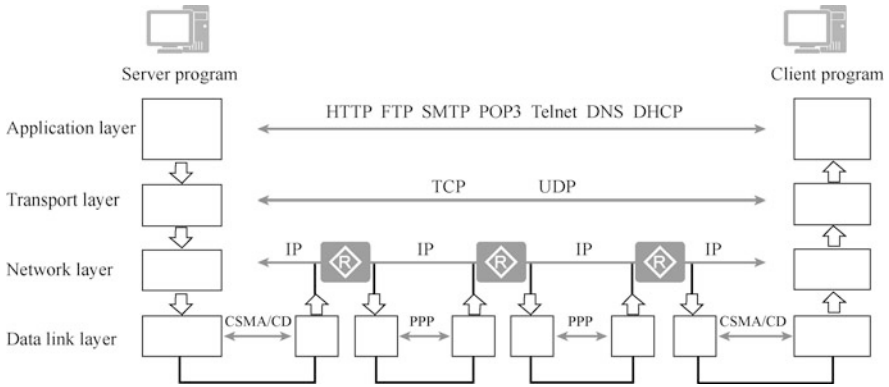 Server program
Client program
Application layer
HTTP FTP SMTP POP3 Telnet DNS DHCP
Transport layer
TCP UDP
Network layer
IP R IP R IP R IP
Data link layer
CSMA/CD PPP PPP CSMA/CD